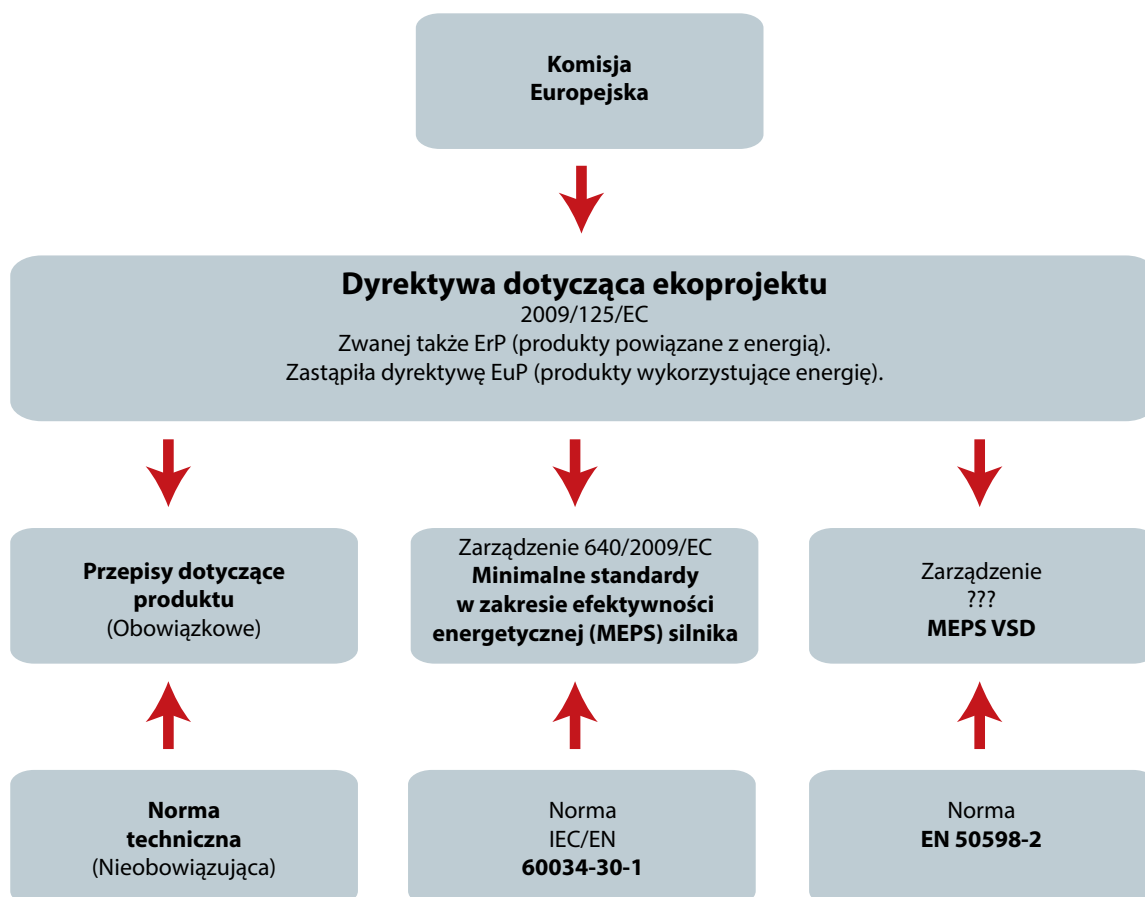 Komisja
Europejska
Dyrektywa dotycząca ekoprojektu
2009/125/EC
Zwanej także ErP (produkty powiązane z energią).
Zastąpiła dyrektywę EuP (produkty wykorzystujące energię).
Przepisy dotyczące
produktu
(Obowiązkowe)
Zarządzenie 640/2009/EC
Minimalne standardy
w zakresie efektywności
energetycznej (MEPS) silnika
Zarządzenie
???
MEPS VSD
Norma
techniczna
(Nieobowiązująca)
Norma
IEC/EN
60034-30-1
Norma
EN 50598-2